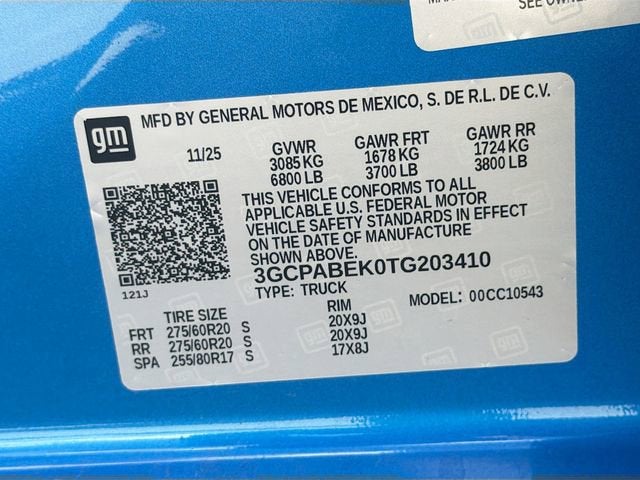 SEE OWNER
gm
MFD BY GENERAL MOTORS DE MEXICO, S. DE R.L. DE C.V.
11/25 GVWR GAWR FRT GAWR RR
3085 KG 1678 KG 1724 KG
6800 LB 3700 LB 3800 LB
THIS VEHICLE CONFORMS TO ALL
APPLICABLE U.S. FEDERAL MOTOR
VEHICLE SAFETY STANDARDS IN EFFECT
ON THE DATE OF MANUFACTURE
SHOWN ABOVE.
3GCPABEK0TG203410
121J TYPE: TRUCK MODEL: 00CC10543
TIRE SIZE RIM
FRT 275/60R20 S 20X9J
RR 275/60R20 S 20X9J
SPA 255/80R17 S 17X8J